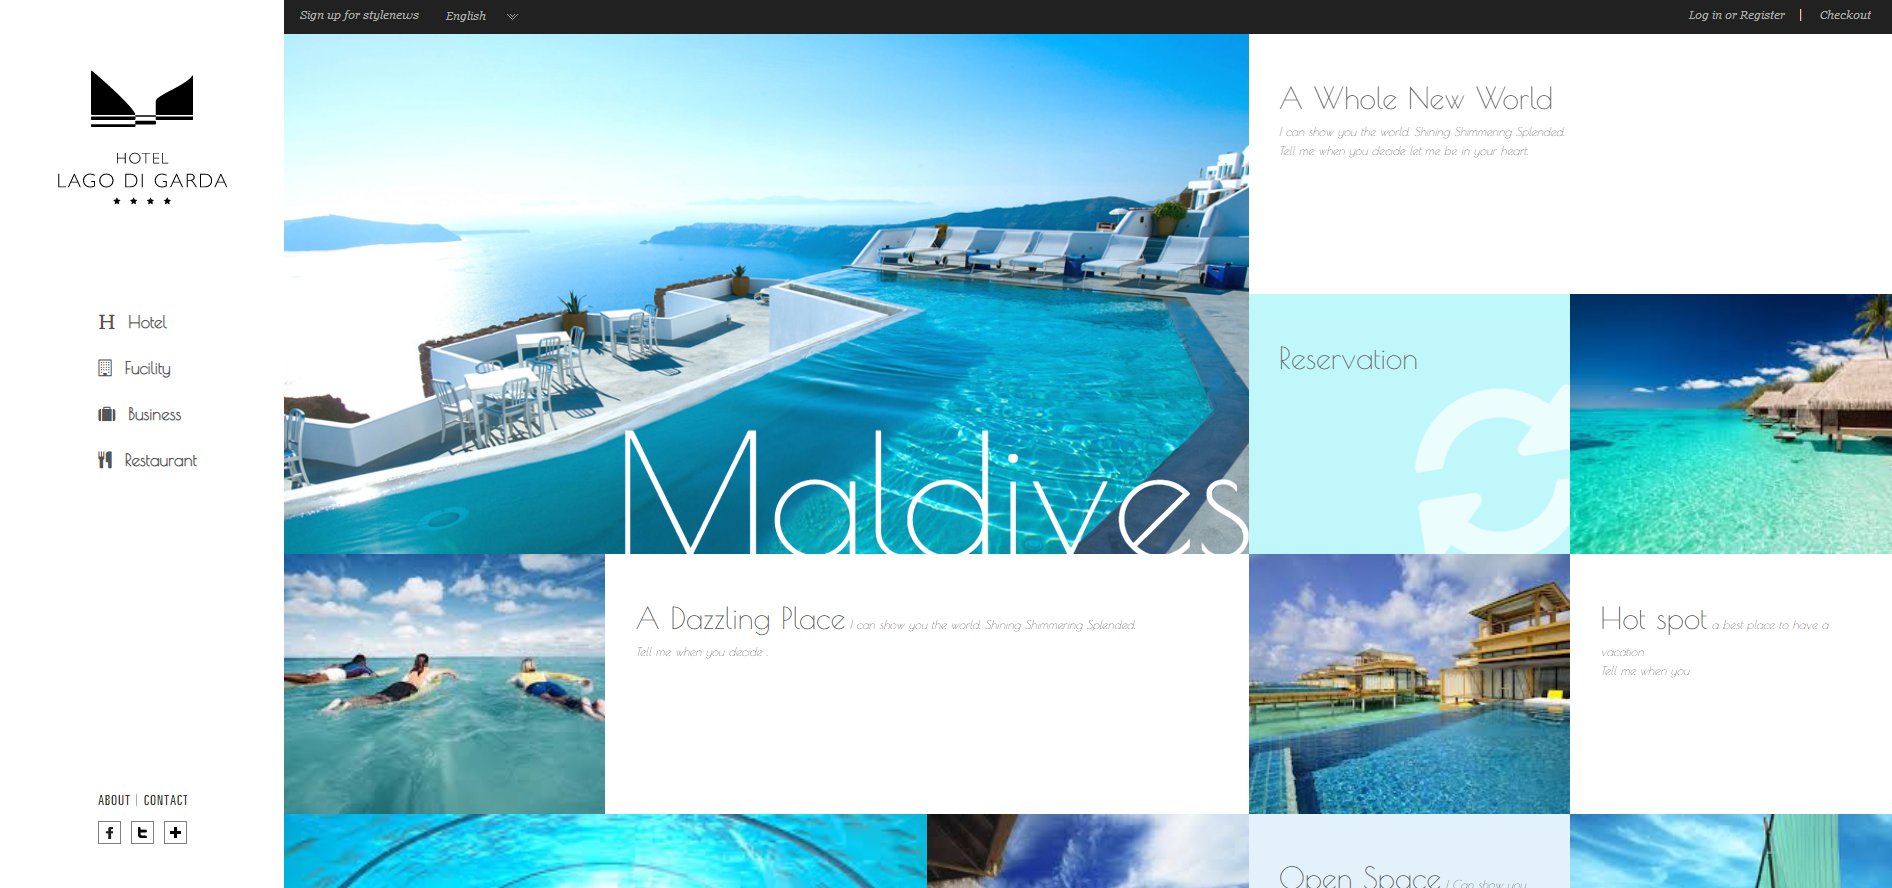 Sign up for stylenews
English
Log in or Register | Checkout
HOTEL
LAGO DI GARDA
Hotel
Fucility
Business
Restaurant
ABOUT | CONTACT
Maldives
A Whole New World
I can show you the world. Shining Shimmering Splended.
Tell me when you decide let me be in your heart.
Reservation
A Dazzling Place I can show you the world. Shining Shimmering Splended.
Tell me when you decide .
Hot spot a best place to have a
vacation
Tell me when you
Open Space I Can show you